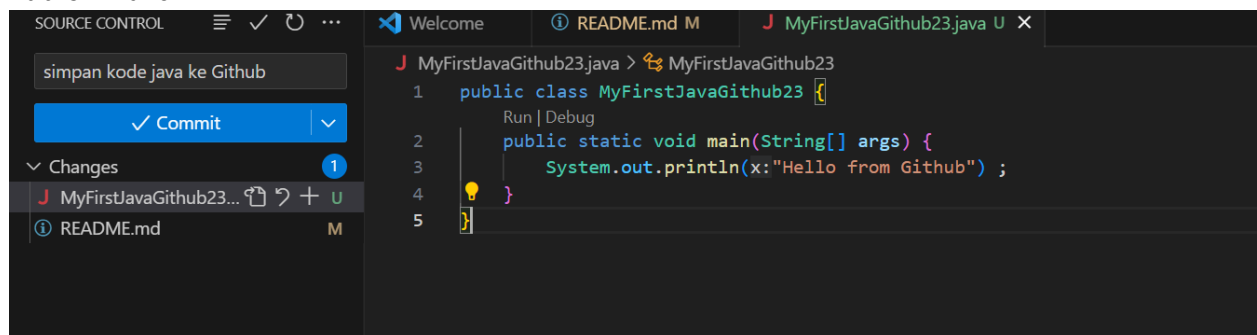 SOURCE CONTROL
simpan kode java ke Github
Commit
Changes 1
MyFirstJavaGithub23... U
README.md M
Welcome README.md M MyFirstJavaGithub23.java U
MyFirstJavaGithub23.java > MyFirstJavaGithub23
1 public class MyFirstJavaGithub23 {
Run | Debug
2 public static void main(String[] args) {
3 System.out.println(x:"Hello from Github") ;
4 }
5 }